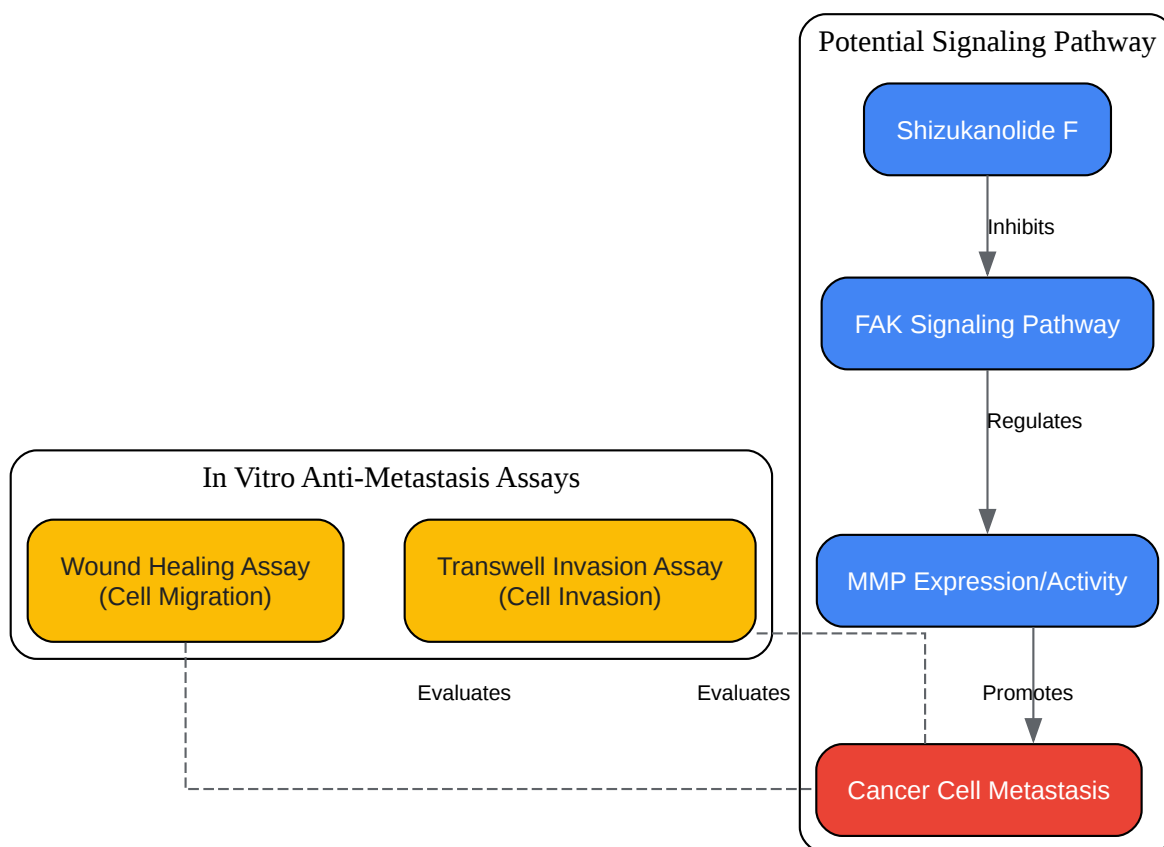 Potential Signaling Pathway
Shizukanolide F
Inhibits
FAK Signaling Pathway
Regulates
In Vitro Anti-Metastasis Assays
Wound Healing Assay
(Cell Migration)
Transwell Invasion Assay
(Cell Invasion)
MMP Expression/Activity
Evaluates
Evaluates
Promotes
Cancer Cell Metastasis